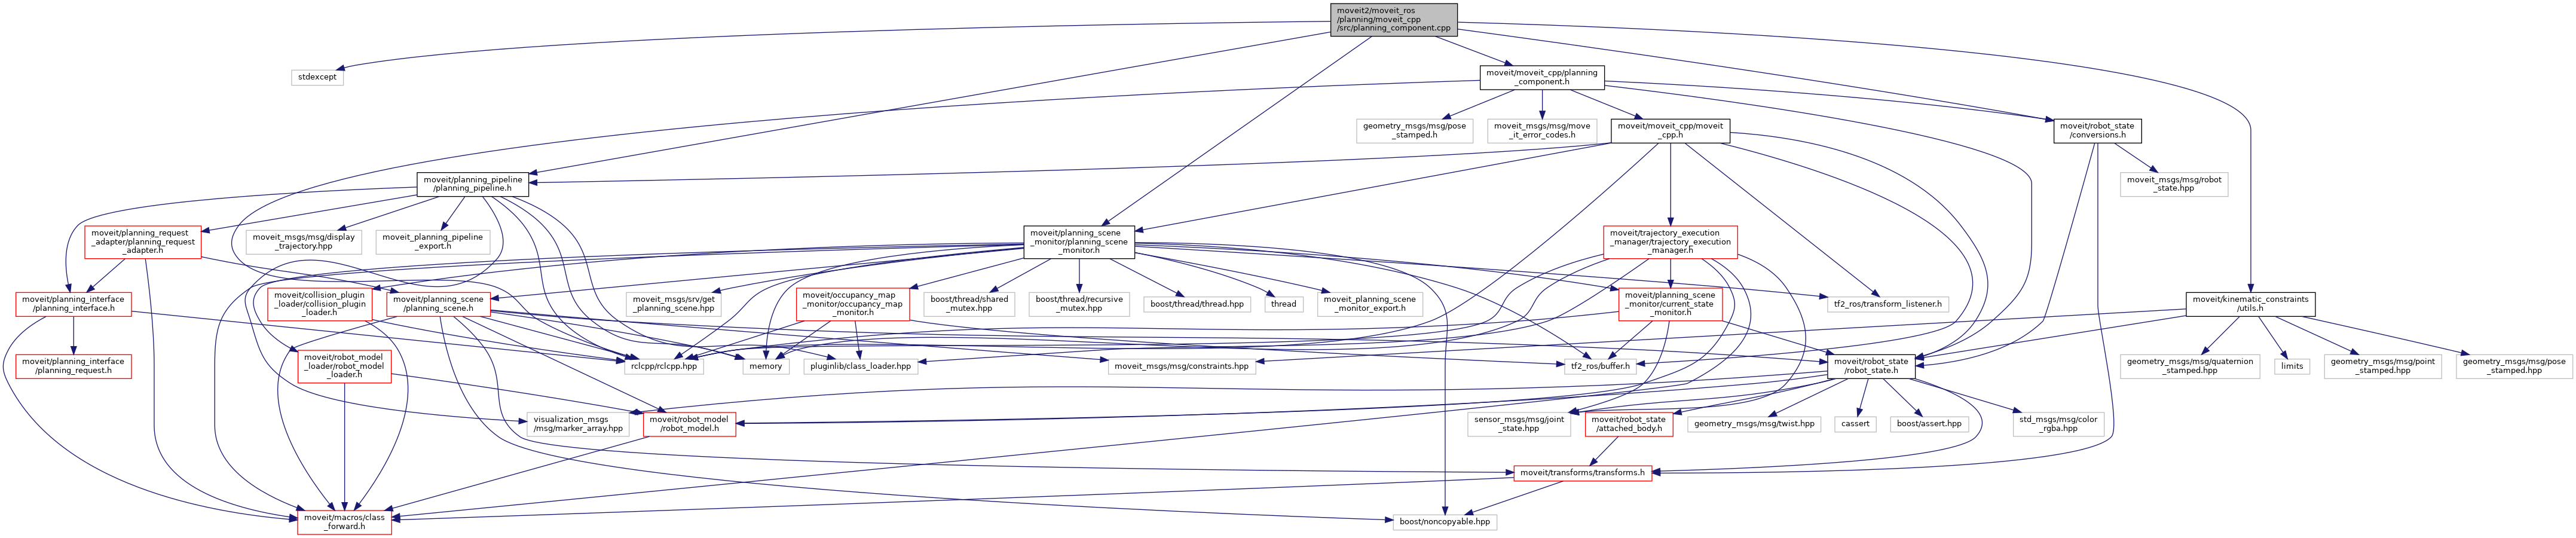 moveit2/moveit_ros
/planning/moveit_cpp
/src/planning_component.cpp
stdexcept
moveit/moveit_cpp/planning
_component.h
geometry_msgs/msg/pose
_stamped.h
moveit_msgs/msg/move
_it_error_codes.h
moveit/moveit_cpp/moveit
_cpp.h
moveit/robot_state
/conversions.h
moveit/planning_pipeline
/planning_pipeline.h
moveit_msgs/msg/robot
_state.hpp
moveit/planning_request
_adapter/planning_request
_adapter.h
moveit_msgs/msg/display
_trajectory.hpp
moveit_planning_pipeline
_export.h
moveit/planning_scene
_monitor/planning_scene
_monitor.h
moveit/trajectory_execution
_manager/trajectory_execution
_manager.h
moveit/planning_interface
/planning_interface.h
moveit/collision_plugin
_loader/collision_plugin
_loader.h
moveit/planning_scene
/planning_scene.h
moveit_msgs/srv/get
_planning_scene.hpp
moveit/occupancy_map
_monitor/occupancy_map
_monitor.h
boost/thread/shared
_mutex.hpp
boost/thread/recursive
_mutex.hpp
boost/thread/thread.hpp
thread
moveit_planning_scene
_monitor_export.h
moveit/planning_scene
_monitor/current_state
_monitor.h
tf2_ros/transform_listener.h
moveit/kinematic_constraints
/utils.h
moveit/planning_interface
/planning_request.h
moveit/robot_model
_loader/robot_model
_loader.h
rclcpp/rclcpp.hpp
memory
pluginlib/class_loader.hpp
moveit_msgs/msg/constraints.hpp
tf2_ros/buffer.h
moveit/robot_state
/robot_state.h
geometry_msgs/msg/quaternion
_stamped.hpp
limits
geometry_msgs/msg/point
_stamped.hpp
geometry_msgs/msg/pose
_stamped.hpp
visualization_msgs
/msg/marker_array.hpp
moveit/robot_model
/robot_model.h
sensor_msgs/msg/joint
_state.hpp
moveit/robot_state
/attached_body.h
geometry_msgs/msg/twist.hpp
cassert
boost/assert.hpp
std_msgs/msg/color
_rgba.hpp
moveit/transforms/transforms.h
moveit/macros/class
_forward.h
boost/noncopyable.hpp